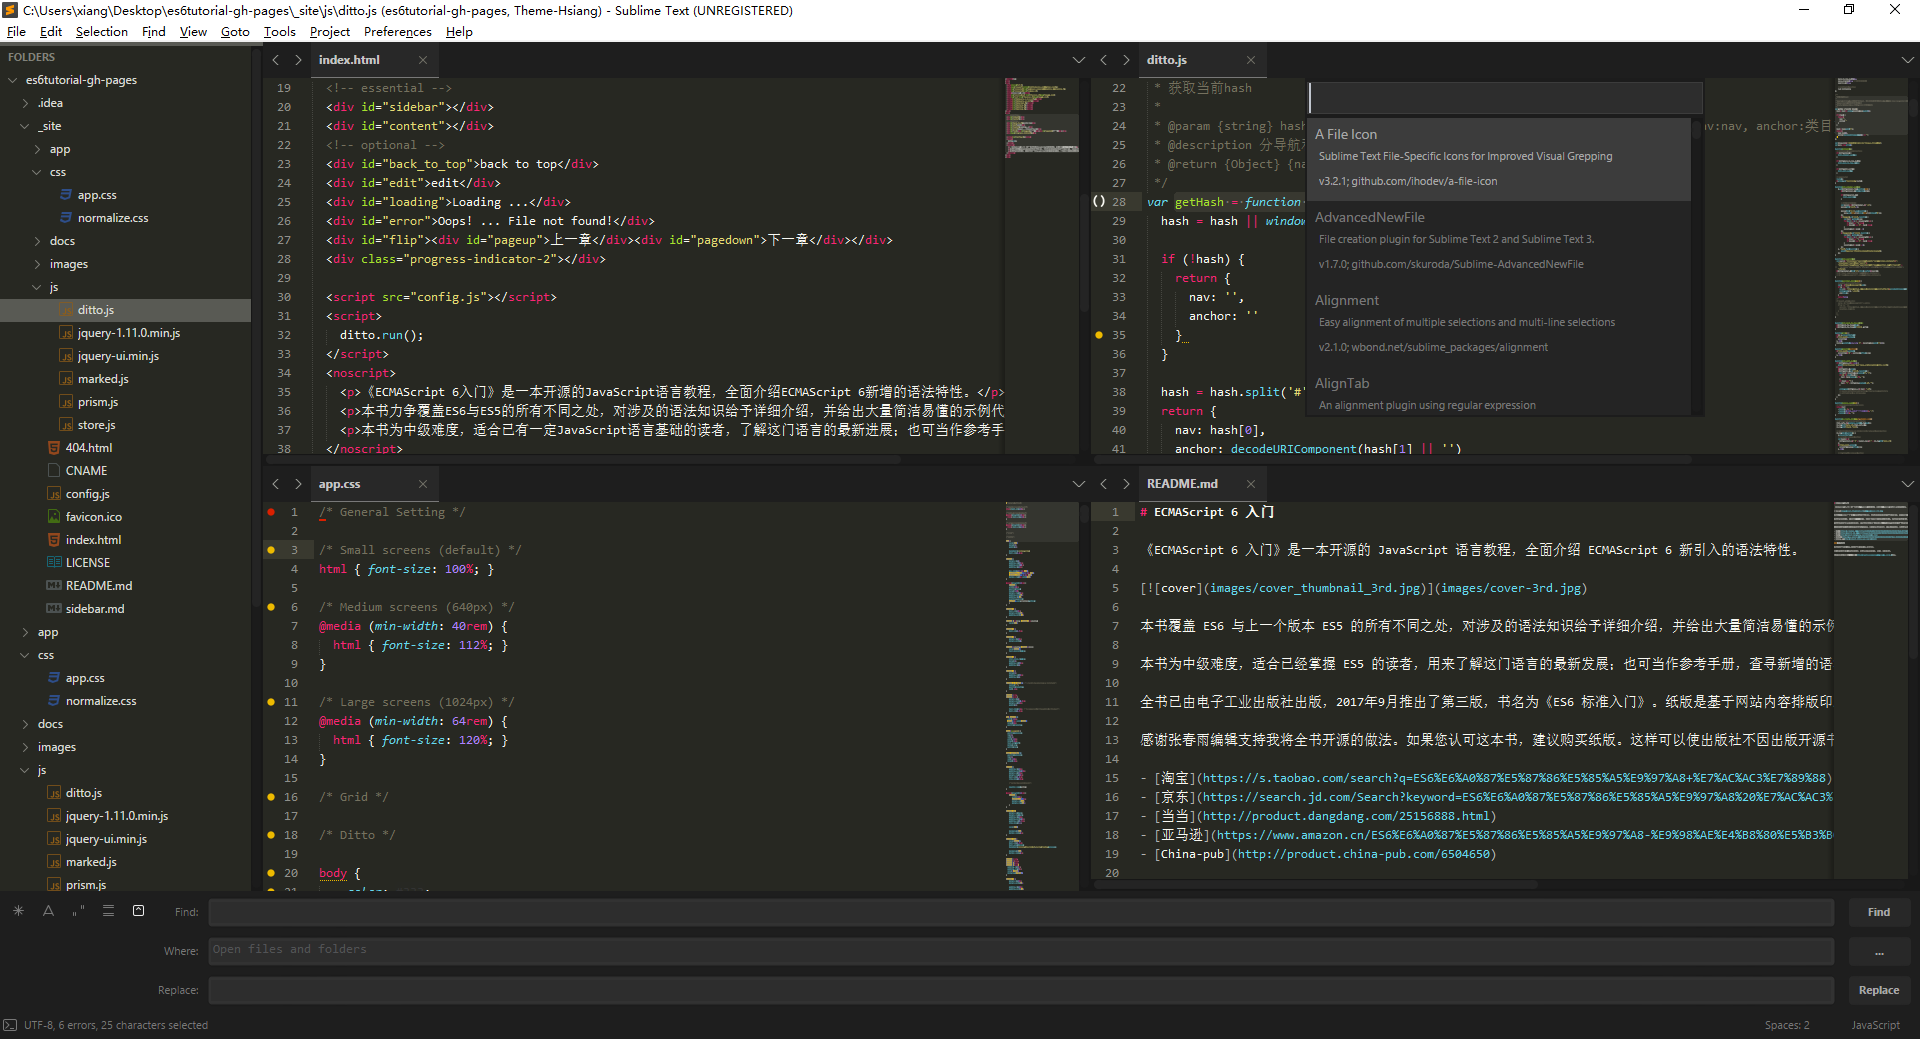 C:\Users\xiang\Desktop\es6tutorial-gh-pages\_site\js\ditto.js (es6tutorial-gh-pages, Theme-Hsiang) - Sublime Text (UNREGISTERED)
File Edit Selection Find View Goto Tools Project Preferences Help
FOLDERS
es6tutorial-gh-pages
.idea
_site
app
css
app.css
normalize.css
docs
images
js
ditto.js
jquery-1.11.0.min.js
jquery-ui.min.js
marked.js
prism.js
store.js
404.html
CNAME
config.js
favicon.ico
index.html
LICENSE
README.md
sidebar.md
app
css
app.css
normalize.css
docs
images
js
ditto.js
jquery-1.11.0.min.js
jquery-ui.min.js
marked.js
prism.js
index.html
19 <!-- essential -->
20 <div id="sidebar"></div>
21 <div id="content"></div>
22 <!-- optional -->
23 <div id="back_to_top">back to top</div>
24 <div id="edit">edit</div>
25 <div id="loading">Loading ...</div>
26 <div id="error">Oops! ... File not found!</div>
27 <div id="flip"><div id="pageup">上一章</div><div id="pagedown">下一章</div></div>
28 <div class="progress-indicator-2"></div>
29
30 <script src="config.js"></script>
31 <script>
32 ditto.run();
33 </script>
34 <noscript>
35 <p>《ECMAScript 6入门》是一本开源的JavaScript语言教程，全面介绍ECMAScript 6新增的语法特性。</p>
36 <p>本书力争覆盖ES6与ES5的所有不同之处，对涉及的语法知识给予详细介绍，并给出大量简洁易懂的示例代
37 <p>本书为中级难度，适合已有一定JavaScript语言基础的读者，了解这门语言的最新进展；也可当作参考手
38 </noscript>
ditto.js
22 * 获取当前hash
23 *
24 * @param {string} hash
av:nav, anchor:类目
25 * @description 分导航
26 * @return {Object} {na
27 */
28 var getHash = function
29 hash = hash || window
30
31 if (!hash) {
32 return {
33 nav: '',
34 anchor: ''
35 }
36 }
37
38 hash = hash.split('#'
39 return {
40 nav: hash[0],
41 anchor: decodeURIComponent(hash[1] || '')
A File Icon
Sublime Text File-Specific Icons for Improved Visual Grepping
v3.2.1; github.com/ihodev/a-file-icon
AdvancedNewFile
File creation plugin for Sublime Text 2 and Sublime Text 3.
v1.7.0; github.com/skuroda/Sublime-AdvancedNewFile
Alignment
Easy alignment of multiple selections and multi-line selections
v2.1.0; wbond.net/sublime_packages/alignment
AlignTab
An alignment plugin using regular expression
app.css
1 /* General Setting */
2
3 /* Small screens (default) */
4 html { font-size: 100%; }
5
6 /* Medium screens (640px) */
7 @media (min-width: 40rem) {
8 html { font-size: 112%; }
9 }
10
11 /* Large screens (1024px) */
12 @media (min-width: 64rem) {
13 html { font-size: 120%; }
14 }
15
16 /* Grid */
17
18 /* Ditto */
19
20 body {
README.md
1 # ECMAScript 6 入门
2
3 《ECMAScript 6 入门》是一本开源的 JavaScript 语言教程，全面介绍 ECMAScript 6 新引入的语法特性。
4
5 [![cover](images/cover_thumbnail_3rd.jpg)](images/cover-3rd.jpg)
6
7 本书覆盖 ES6 与上一个版本 ES5 的所有不同之处，对涉及的语法知识给予详细介绍，并给出大量简洁易懂的示例
8
9 本书为中级难度，适合已经掌握 ES5 的读者，用来了解这门语言的最新发展；也可当作参考手册，查寻新增的语
10
11 全书已由电子工业出版社出版，2017年9月推出了第三版，书名为《ES6 标准入门》。纸版是基于网站内容排版印
12
13 感谢张春雨编辑支持我将全书开源的做法。如果您认可这本书，建议购买纸版。这样可以使出版社不因出版开源书
14
15 - [淘宝](https://s.taobao.com/search?q=ES6%E6%A0%87%E5%87%86%E5%85%A5%E9%97%A8+%E7%AC%AC3%E7%89%88)
16 - [京东](https://search.jd.com/Search?keyword=ES6%E6%A0%87%E5%87%86%E5%85%A5%E9%97%A8%20%E7%AC%AC3%
17 - [当当](http://product.dangdang.com/25156888.html)
18 - [亚马逊](https://www.amazon.cn/ES6%E6%A0%87%E5%87%86%E5%85%A5%E9%97%A8-%E9%98%AE%E4%B8%80%E5%B3%B
19 - [China-pub](http://product.china-pub.com/6504650)
20
Find:
Find
Where: Open files and folders
...
Replace:
Replace
UTF-8, 6 errors, 25 characters selected
Spaces: 2
JavaScript